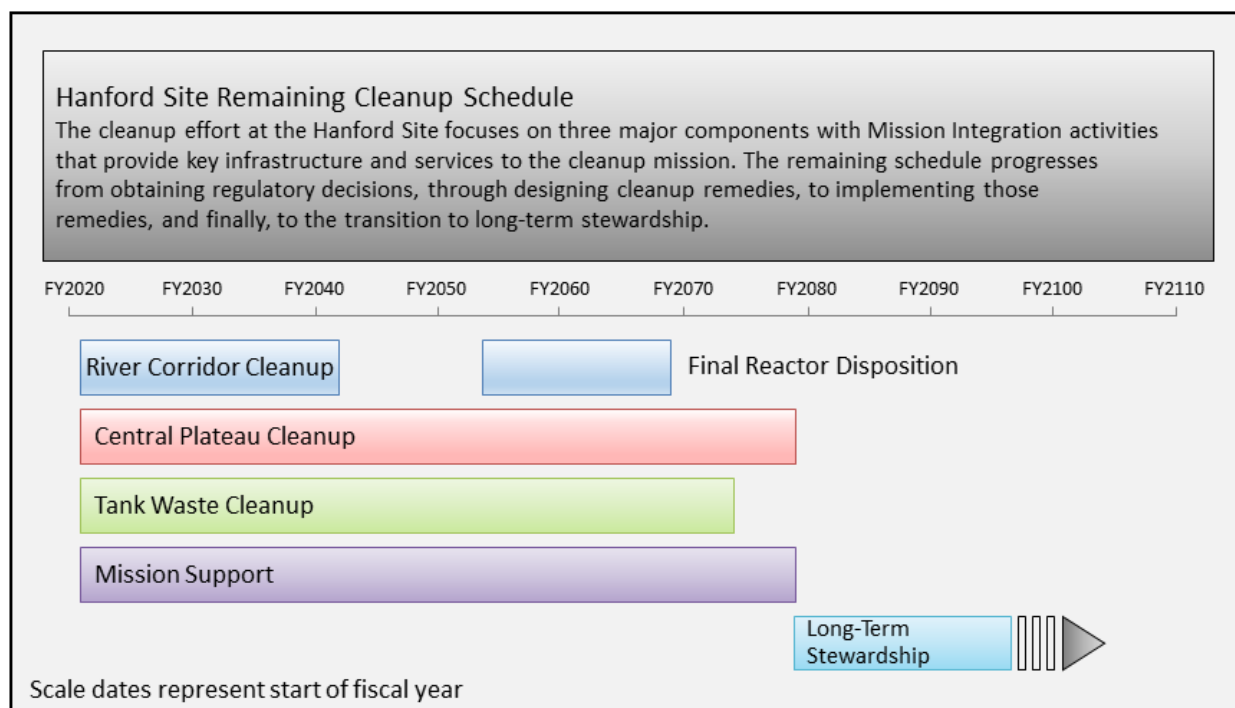 Hanford Site Remaining Cleanup Schedule
The cleanup effort at the Hanford Site focuses on three major components with Mission Integration activities
that provide key infrastructure and services to the cleanup mission. The remaining schedule progresses
from obtaining regulatory decisions, through designing cleanup remedies, to implementing those
remedies, and finally, to the transition to long-term stewardship.
FY2020 FY2030 FY2040 FY2050 FY2060 FY2070 FY2080 FY2090 FY2100 FY2110
River Corridor Cleanup Final Reactor Disposition
Central Plateau Cleanup
Tank Waste Cleanup
Mission Support
Long-Term
Stewardship
Scale dates represent start of fiscal year